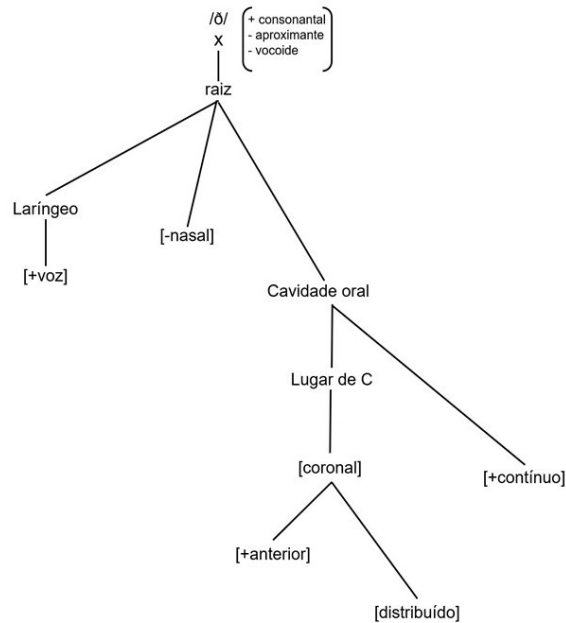 /ð/
+ consonantal
- aproximante
- vocoide
x
raiz
Laríngeo
[-nasal]
[+voz]
Cavidade oral
Lugar de C
[coronal]
[+contínuo]
[+anterior]
[distribuído]